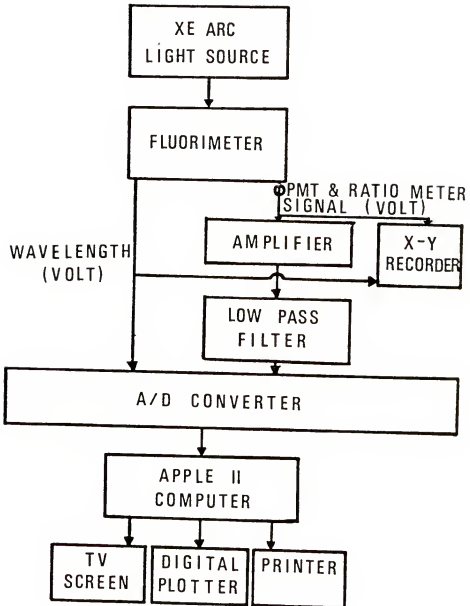 XE ARC
LIGHT SOURCE
FLUORIMETER
PMT & RATIO METER
SIGNAL (VOLT)
AMPLIFIER
X-Y
RECORDER
WAVELENGTH
(VOLT)
LOW PASS
FILTER
A/D CONVERTER
APPLE II
COMPUTER
TV
SCREEN
DIGITAL
PLOTTER
PRINTER